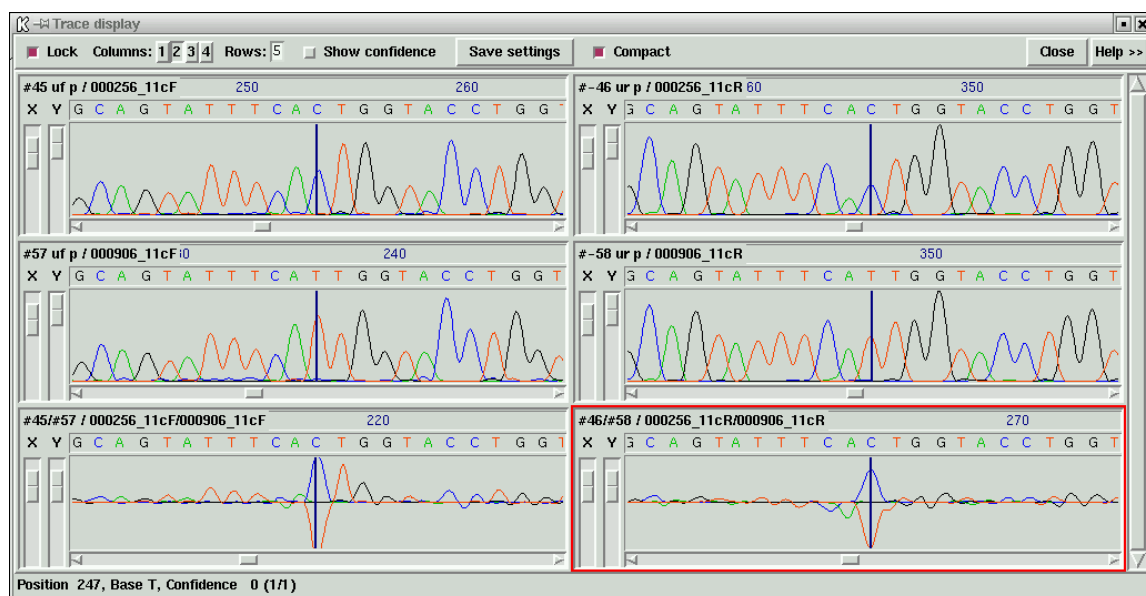 Trace display
Lock Columns: 1 2 3 4 Rows: 5 Show confidence Save settings Compact Close Help >>
#45 uf p / 000256_11cF 250 260
X Y G C A G T A T T T C A C T G G T A C C T G G T
#-46 ur p / 000256_11cR 60 350
X Y G C A G T A T T T C A C T G G T A C C T G G T
#57 uf p / 000906_11cF 30 240
X Y G C A G T A T T T C A T T G G T A C C T G G T
#-58 ur p / 000906_11cR 350
X Y G C A G T A T T T C A T T G G T A C C T G G T
#45/#57 / 000256_11cF/000906_11cF 220
X Y G C A G T A T T T C A C T G G T A C C T G G T
#46/#58 / 000256_11cR/000906_11cR 270
X Y G C A G T A T T T C A C T G G T A C C T G G T
Position 247, Base T, Confidence 0 (1/1)